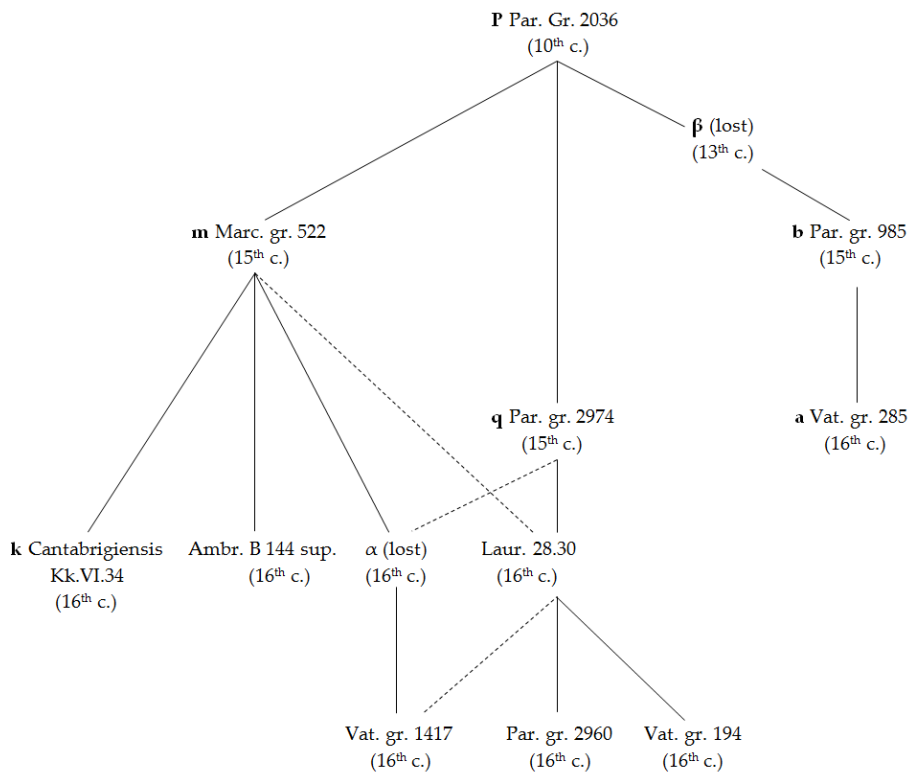 P Par. Gr. 2036
(10th c.)
β (lost)
(13th c.)
m Marc. gr. 522
(15th c.)
b Par. gr. 985
(15th c.)
q Par. gr. 2974
(15th c.)
a Vat. gr. 285
(16th c.)
k Cantabrigiensis
Kk.VI.34
(16th c.)
Ambr. B 144 sup.
(16th c.)
α (lost)
(16th c.)
Laur. 28.30
(16th c.)
Vat. gr. 1417
(16th c.)
Par. gr. 2960
(16th c.)
Vat. gr. 194
(16th c.)